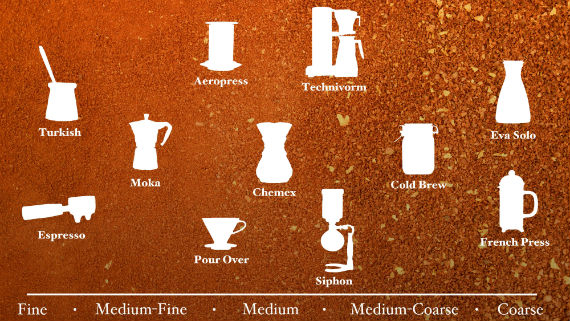 Aeropress
Technivorm
Turkish
Eva Solo
Moka
Chemex
Cold Brew
Espresso
Pour Over
French Press
Siphon
Fine · Medium-Fine · Medium · Medium-Coarse · Coarse